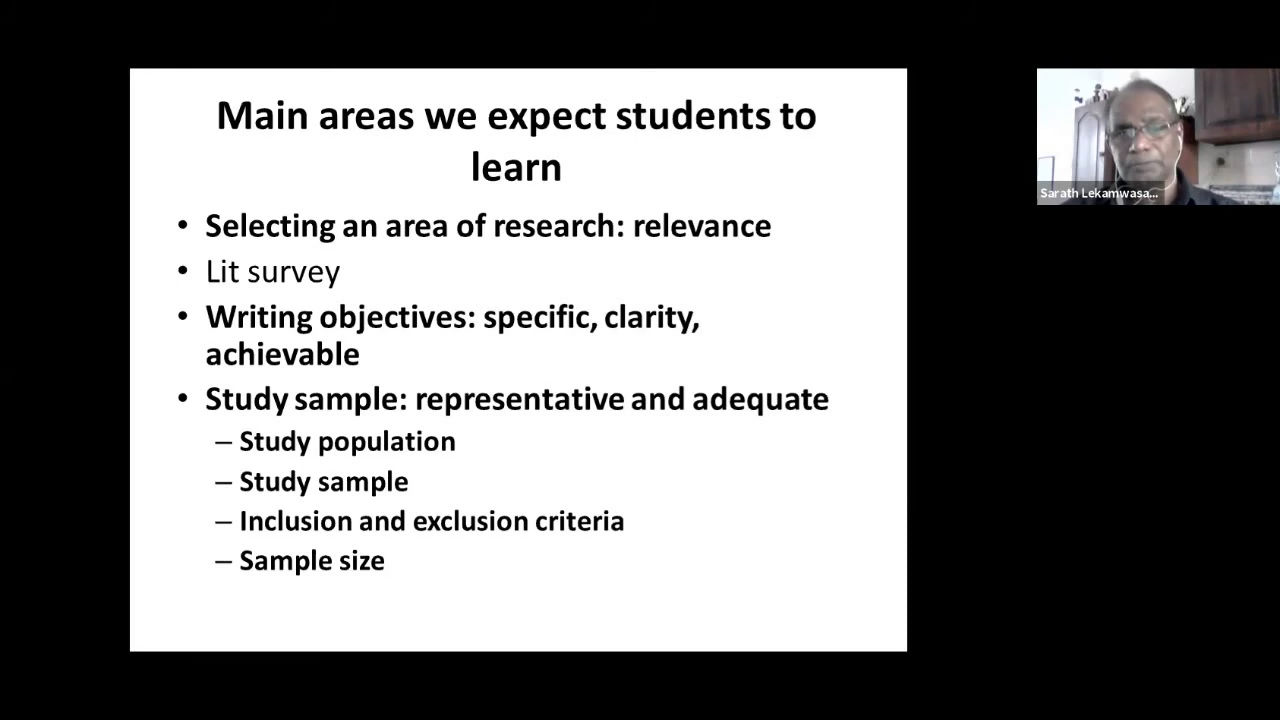 Main areas we expect students to
learn
• Selecting an area of research: relevance
• Lit survey
• Writing objectives: specific, clarity,
achievable
• Study sample: representative and adequate
– Study population
– Study sample
– Inclusion and exclusion criteria
– Sample size
Sarath Lekamwasa...